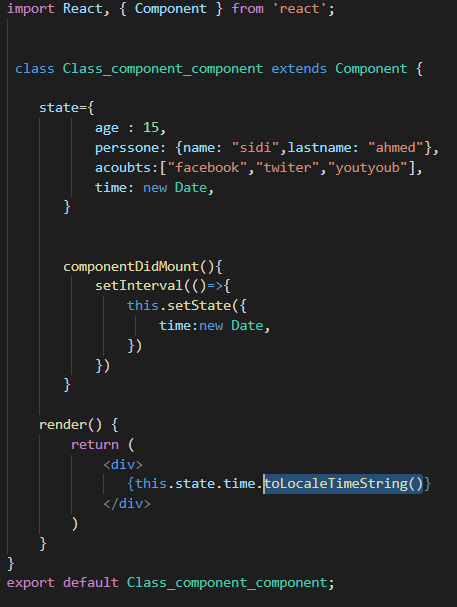 import React, { Component } from 'react';
class Class_component_component extends Component {
state={
age : 15,
perssone: {name: "sidi",lastname: "ahmed"},
acoubts:["facebook","twiter","youtyoub"],
time: new Date,
}
componentDidMount(){
setInterval(()=>{
this.setState({
time:new Date,
})
})
}
render() {
return (
<div>
{this.state.time.toLocaleTimeString()}
</div>
)
}
}
export default Class_component_component;